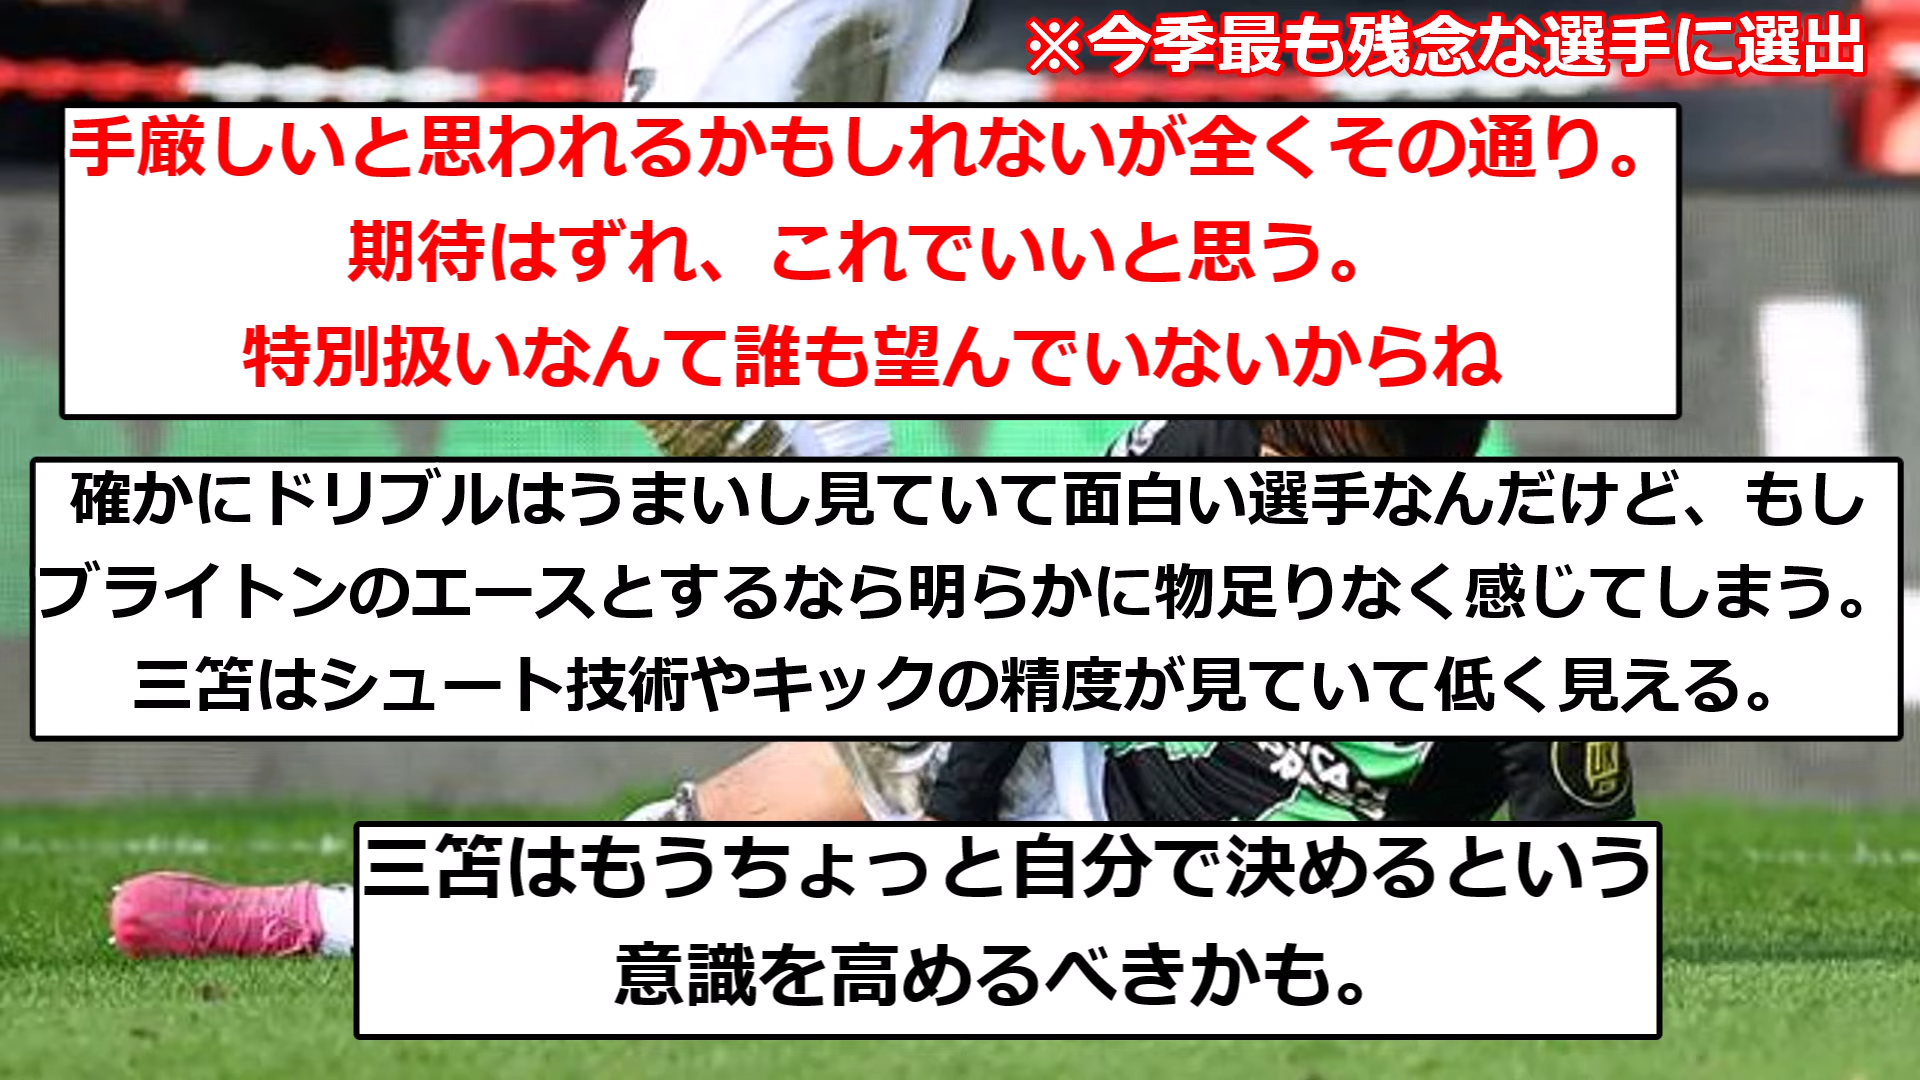 ※今季最も残念な選手に選出
手厳しいと思われるかもしれないが全くその通り。
期待はずれ、これでいいと思う。
特別扱いなんて誰も望んでいないからね
確かにドリブルはうまいし見ていて面白い選手なんだけど、もし
ブライトンのエースとするなら明らかに物足りなく感じてしまう。
三笘はシュート技術やキックの精度が見ていて低く見える。
三笘はもうちょっと自分で決めるという
意識を高めるべきかも。